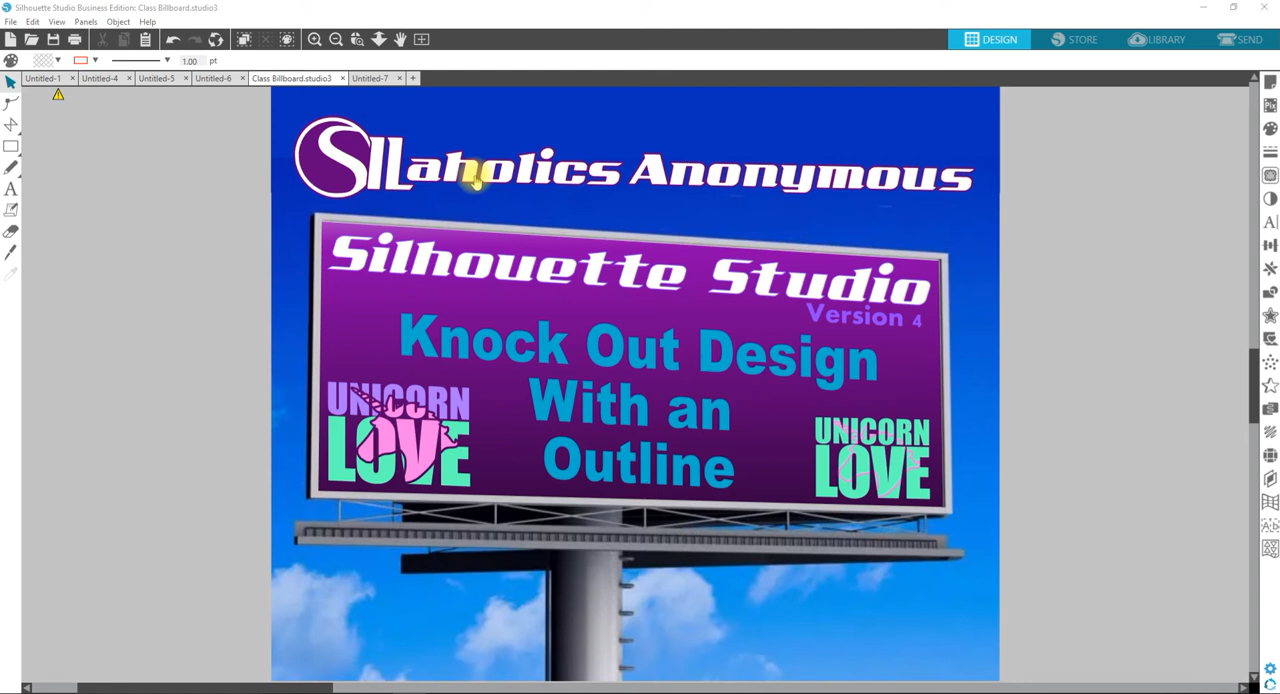 Silhouette Studio Business Edition: Class Billboard.studio3
File Edit View Panels Object Help
DESIGN STORE LIBRARY SEND
1.00 pt
Untitled-1 Untitled-4 Untitled-5 Untitled-6 Class Billboard.studio3 Untitled-7
SILaholics Anonymous
Silhouette Studio
Version 4
Knock Out Design
With an
Outline
UNICORN
LOVE
UNICORN
LOVE